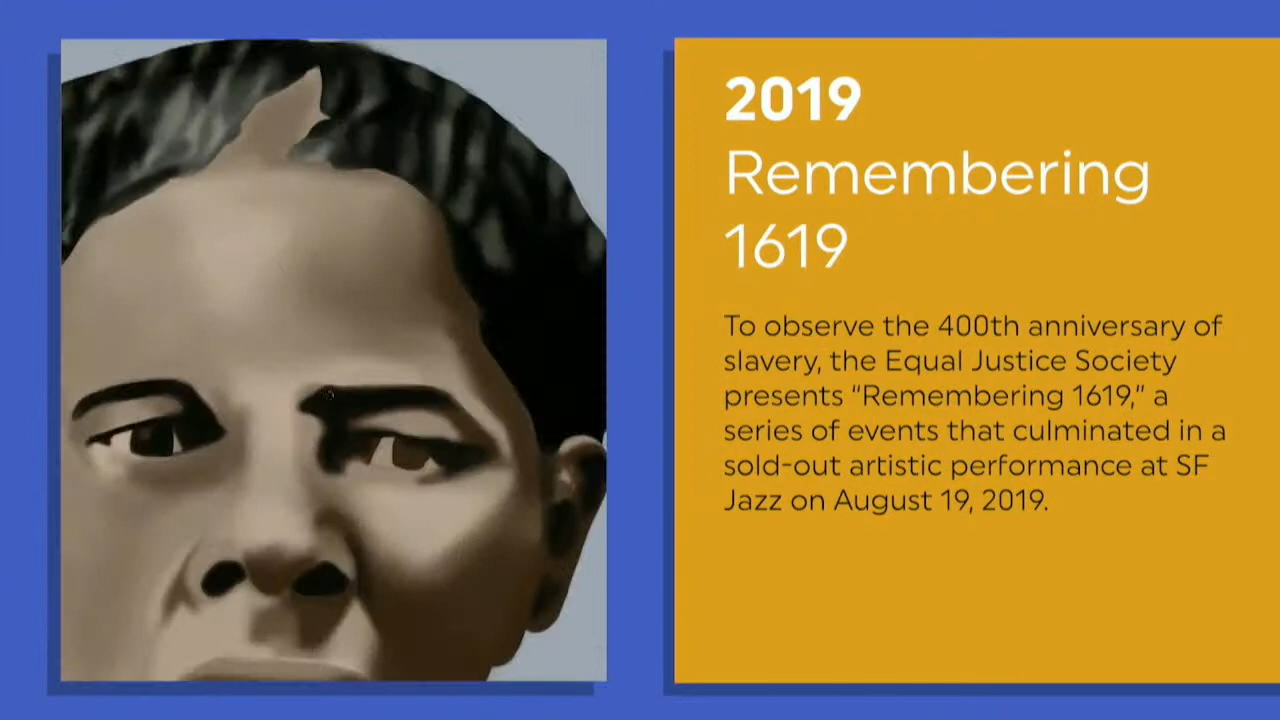 2019
Remembering
1619
To observe the 400th anniversary of
slavery, the Equal Justice Society
presents “Remembering 1619,” a
series of events that culminated in a
sold-out artistic performance at SF
Jazz on August 19, 2019.